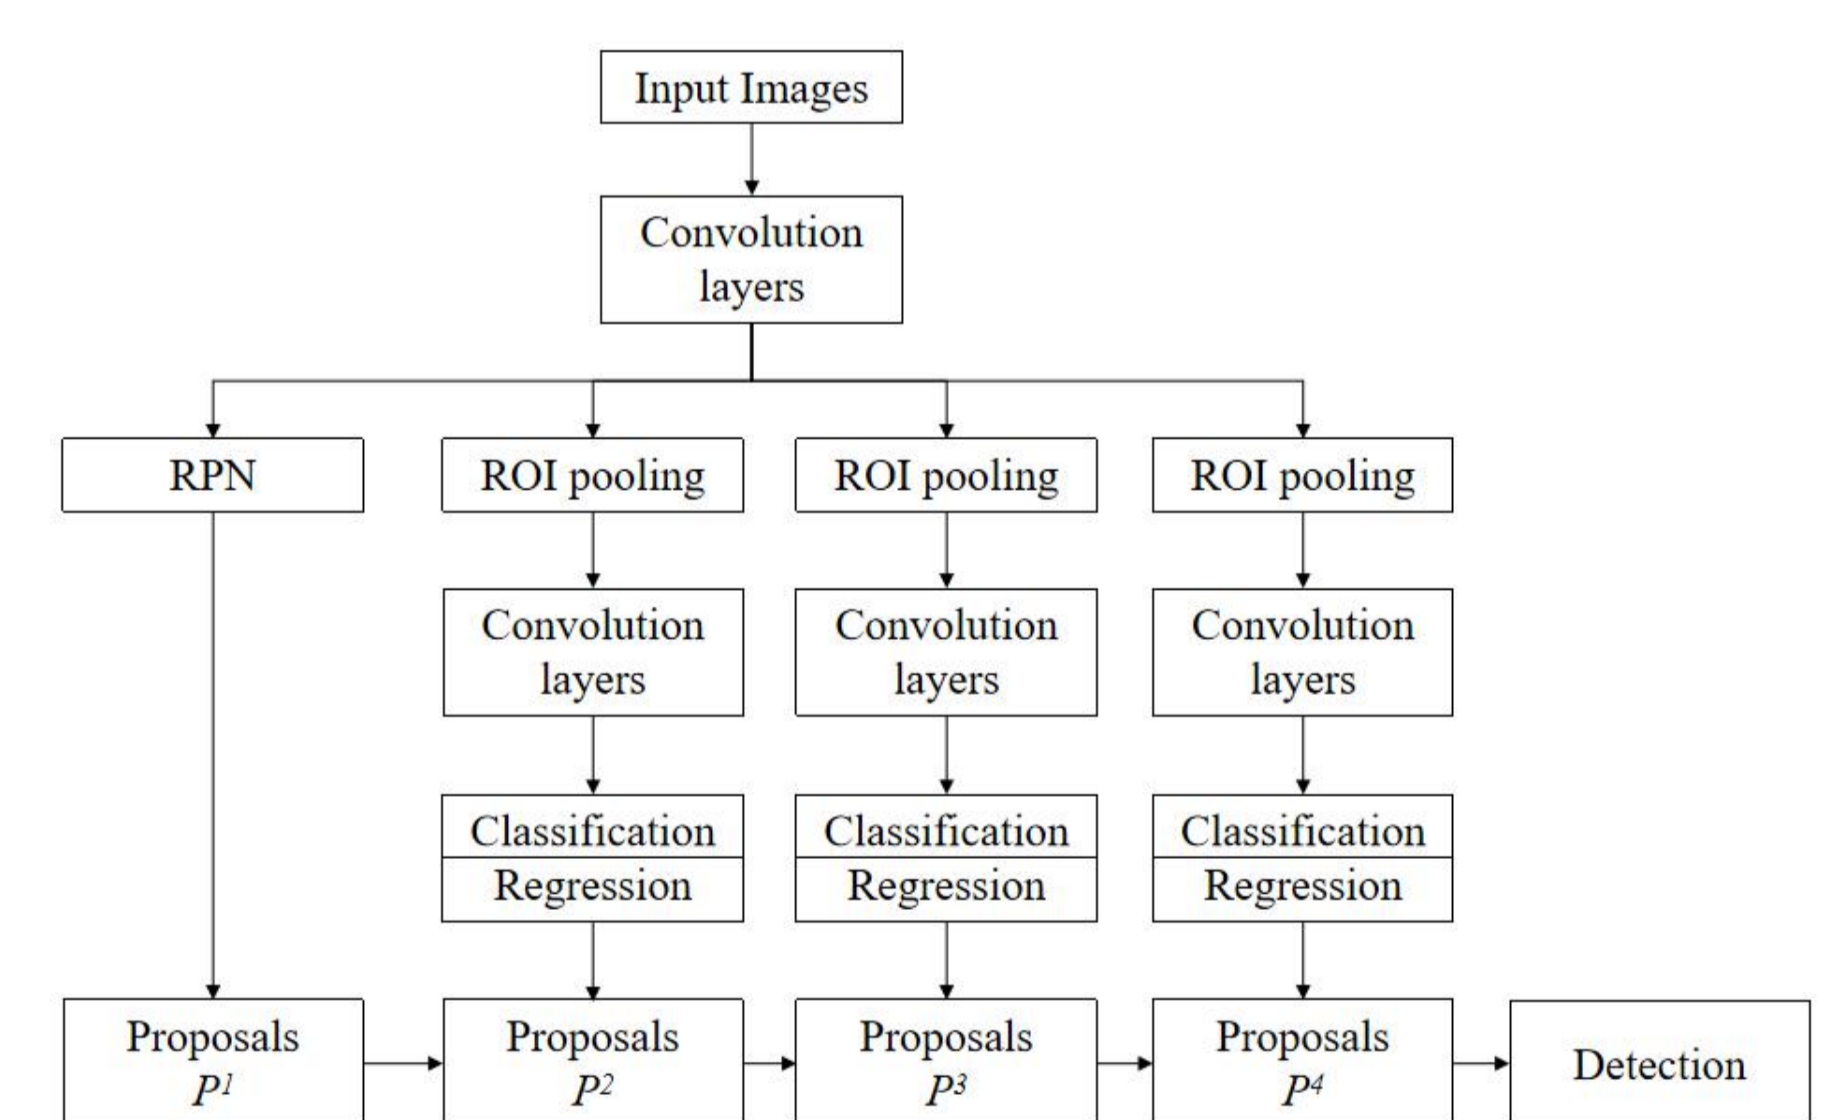 Input Images
Convolution
layers
RPN
ROI pooling
ROI pooling
ROI pooling
Convolution
layers
Convolution
layers
Convolution
layers
Classification
Regression
Classification
Regression
Classification
Regression
Proposals
P¹
Proposals
P²
Proposals
P³
Proposals
P⁴
Detection